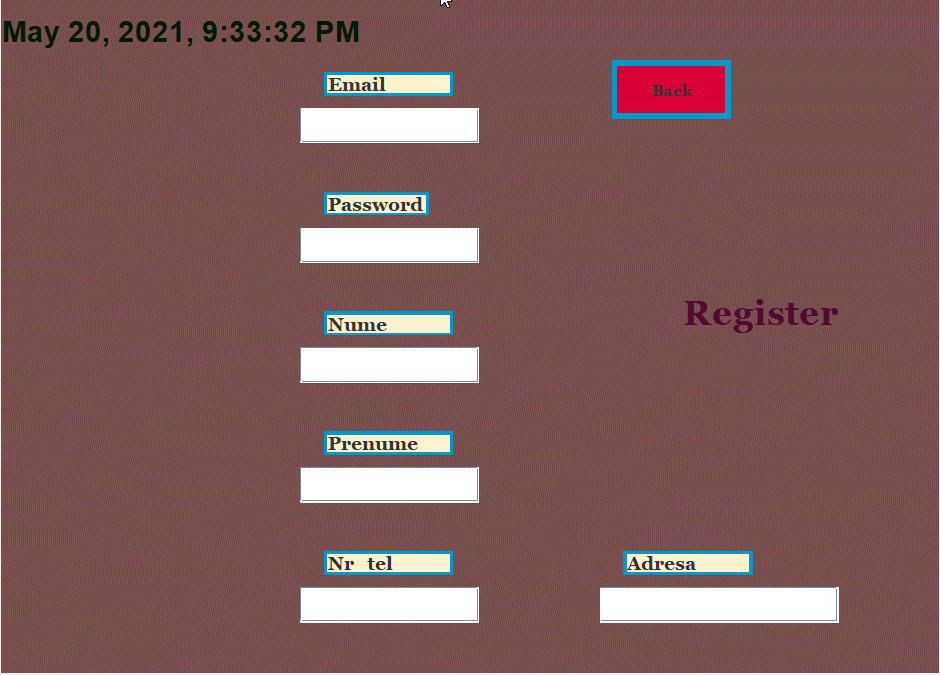 May 20, 2021, 9:33:32 PM
Email
Back
Password
Register
Nume
Prenume
Nr tel
Adresa